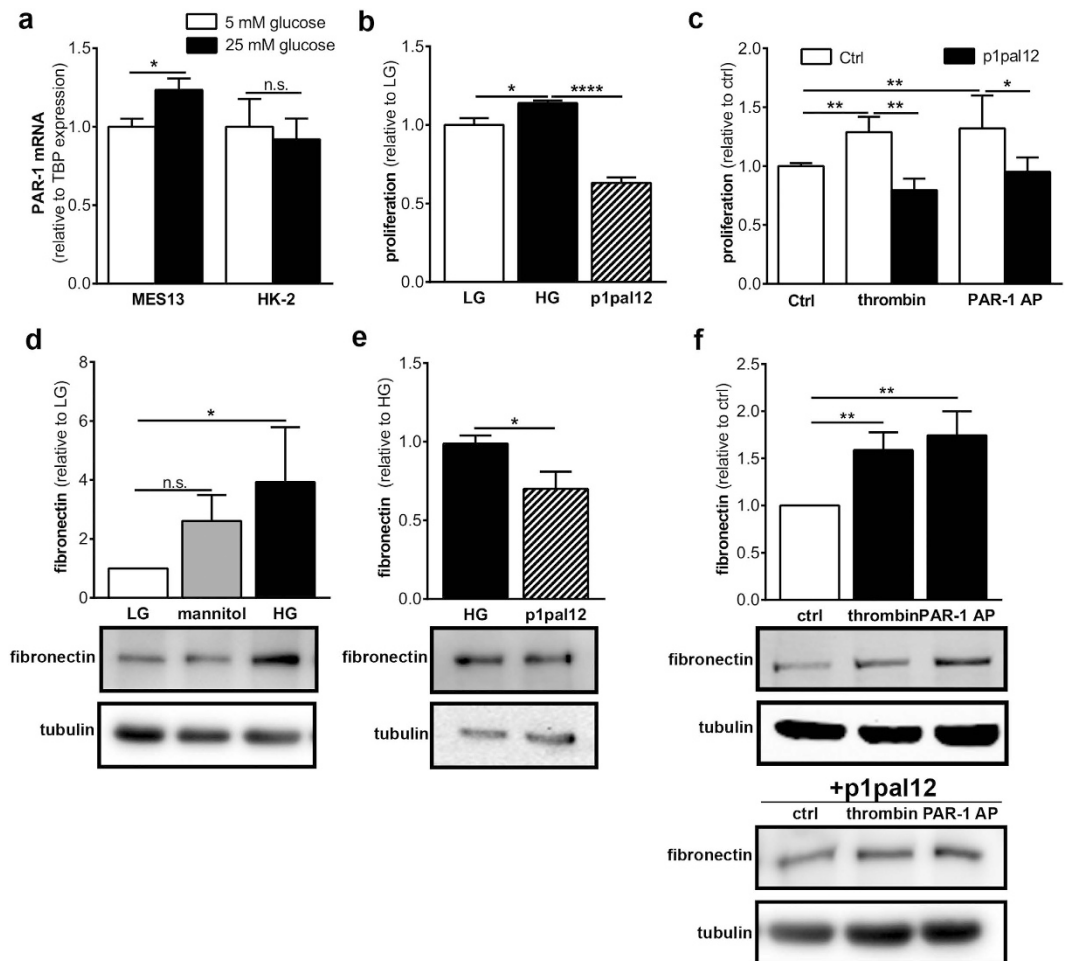 a
5 mM glucose
25 mM glucose
PAR-1 mRNA
(relative to TBP expression)
1.5
1.0
0.5
0.0
*
n.s.
MES13 HK-2
b
proliferation (relative to LG)
1.5
1.0
0.5
0.0
* ****
LG HG p1pal12
c
Ctrl p1pal12
proliferation (relative to ctrl)
2.0
1.5
1.0
0.5
0.0
**
** ** *
Ctrl thrombin PAR-1 AP
d
fibronectin (relative to LG)
8
6
4
2
0
*
n.s.
LG mannitol HG
fibronectin
tubulin
e
fibronectin (relative to HG)
1.5
1.0
0.5
0.0
*
HG p1pal12
fibronectin
tubulin
f
fibronectin (relative to ctrl)
2.5
2.0
1.5
1.0
0.5
0.0
**
**
ctrl thrombinPAR-1 AP
fibronectin
tubulin
+p1pal12
ctrl thrombin PAR-1 AP
fibronectin
tubulin